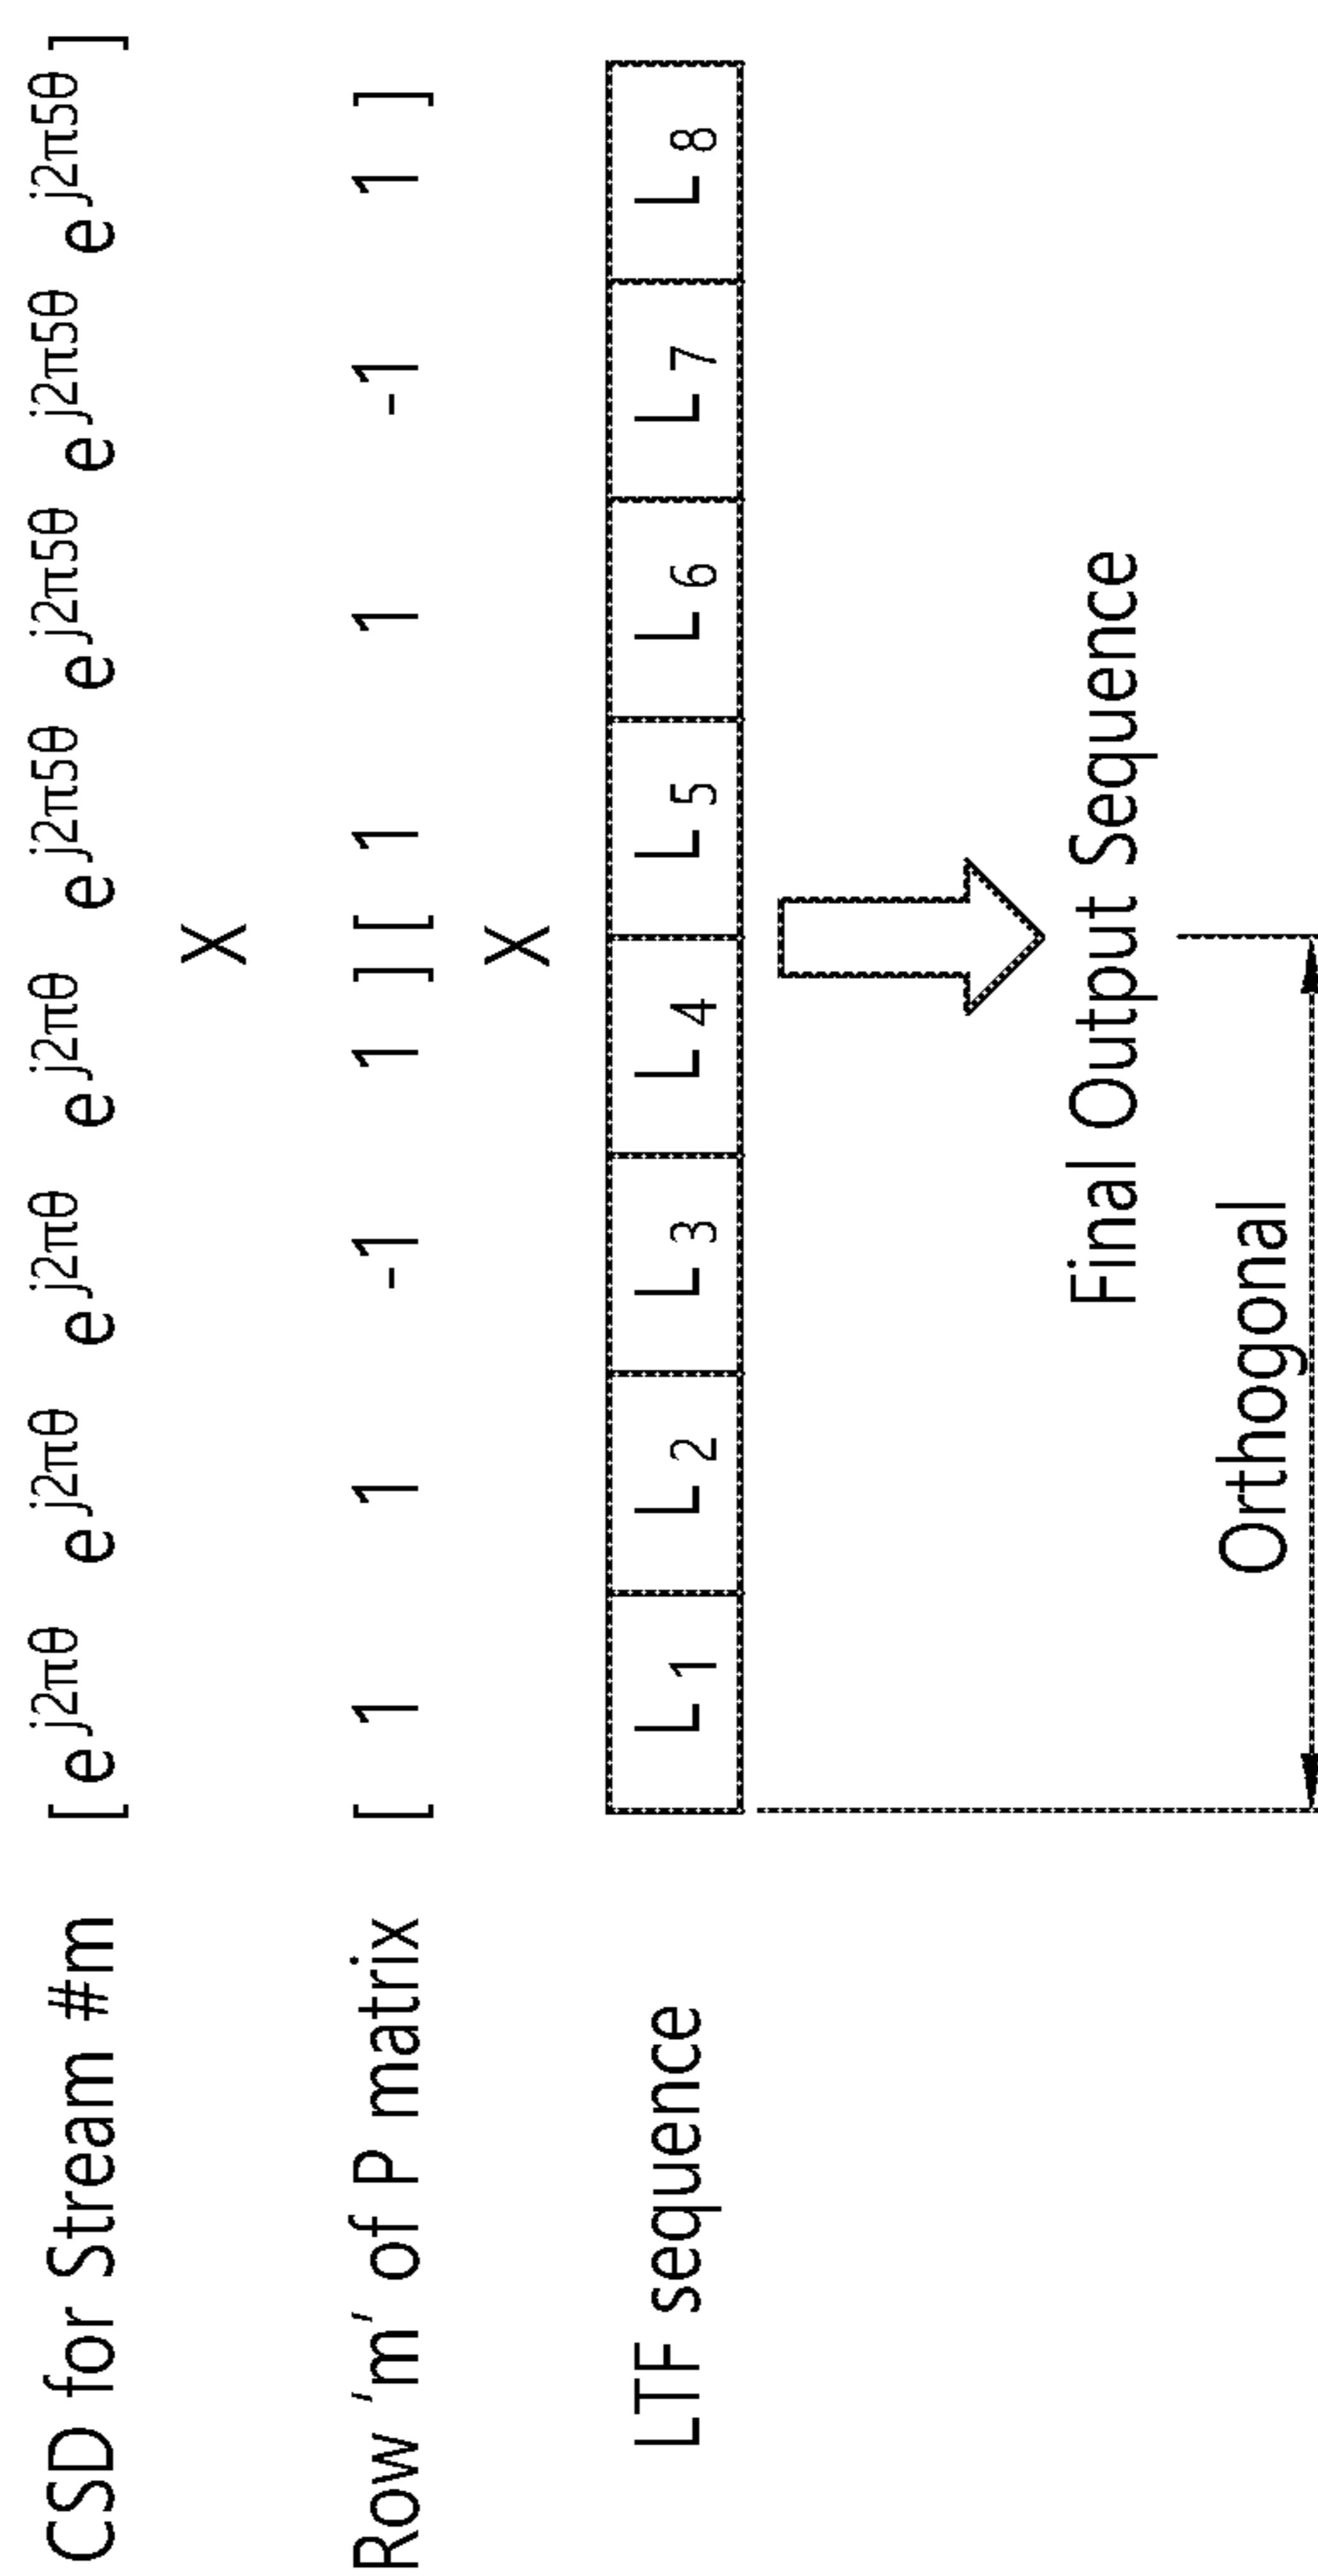 CSD for Stream #m [ e^{j2πθ} e^{j2πθ} e^{j2πθ} e^{j2πθ} e^{j2π5θ} e^{j2π5θ} e^{j2π5θ} e^{j2π5θ} ]
X
Row 'm' of P matrix [ 1 1 -1 1 ] [ 1 1 -1 1 ]
X
LTF sequence L1 L2 L3 L4 L5 L6 L7 L8
Final Output Sequence
Orthogonal